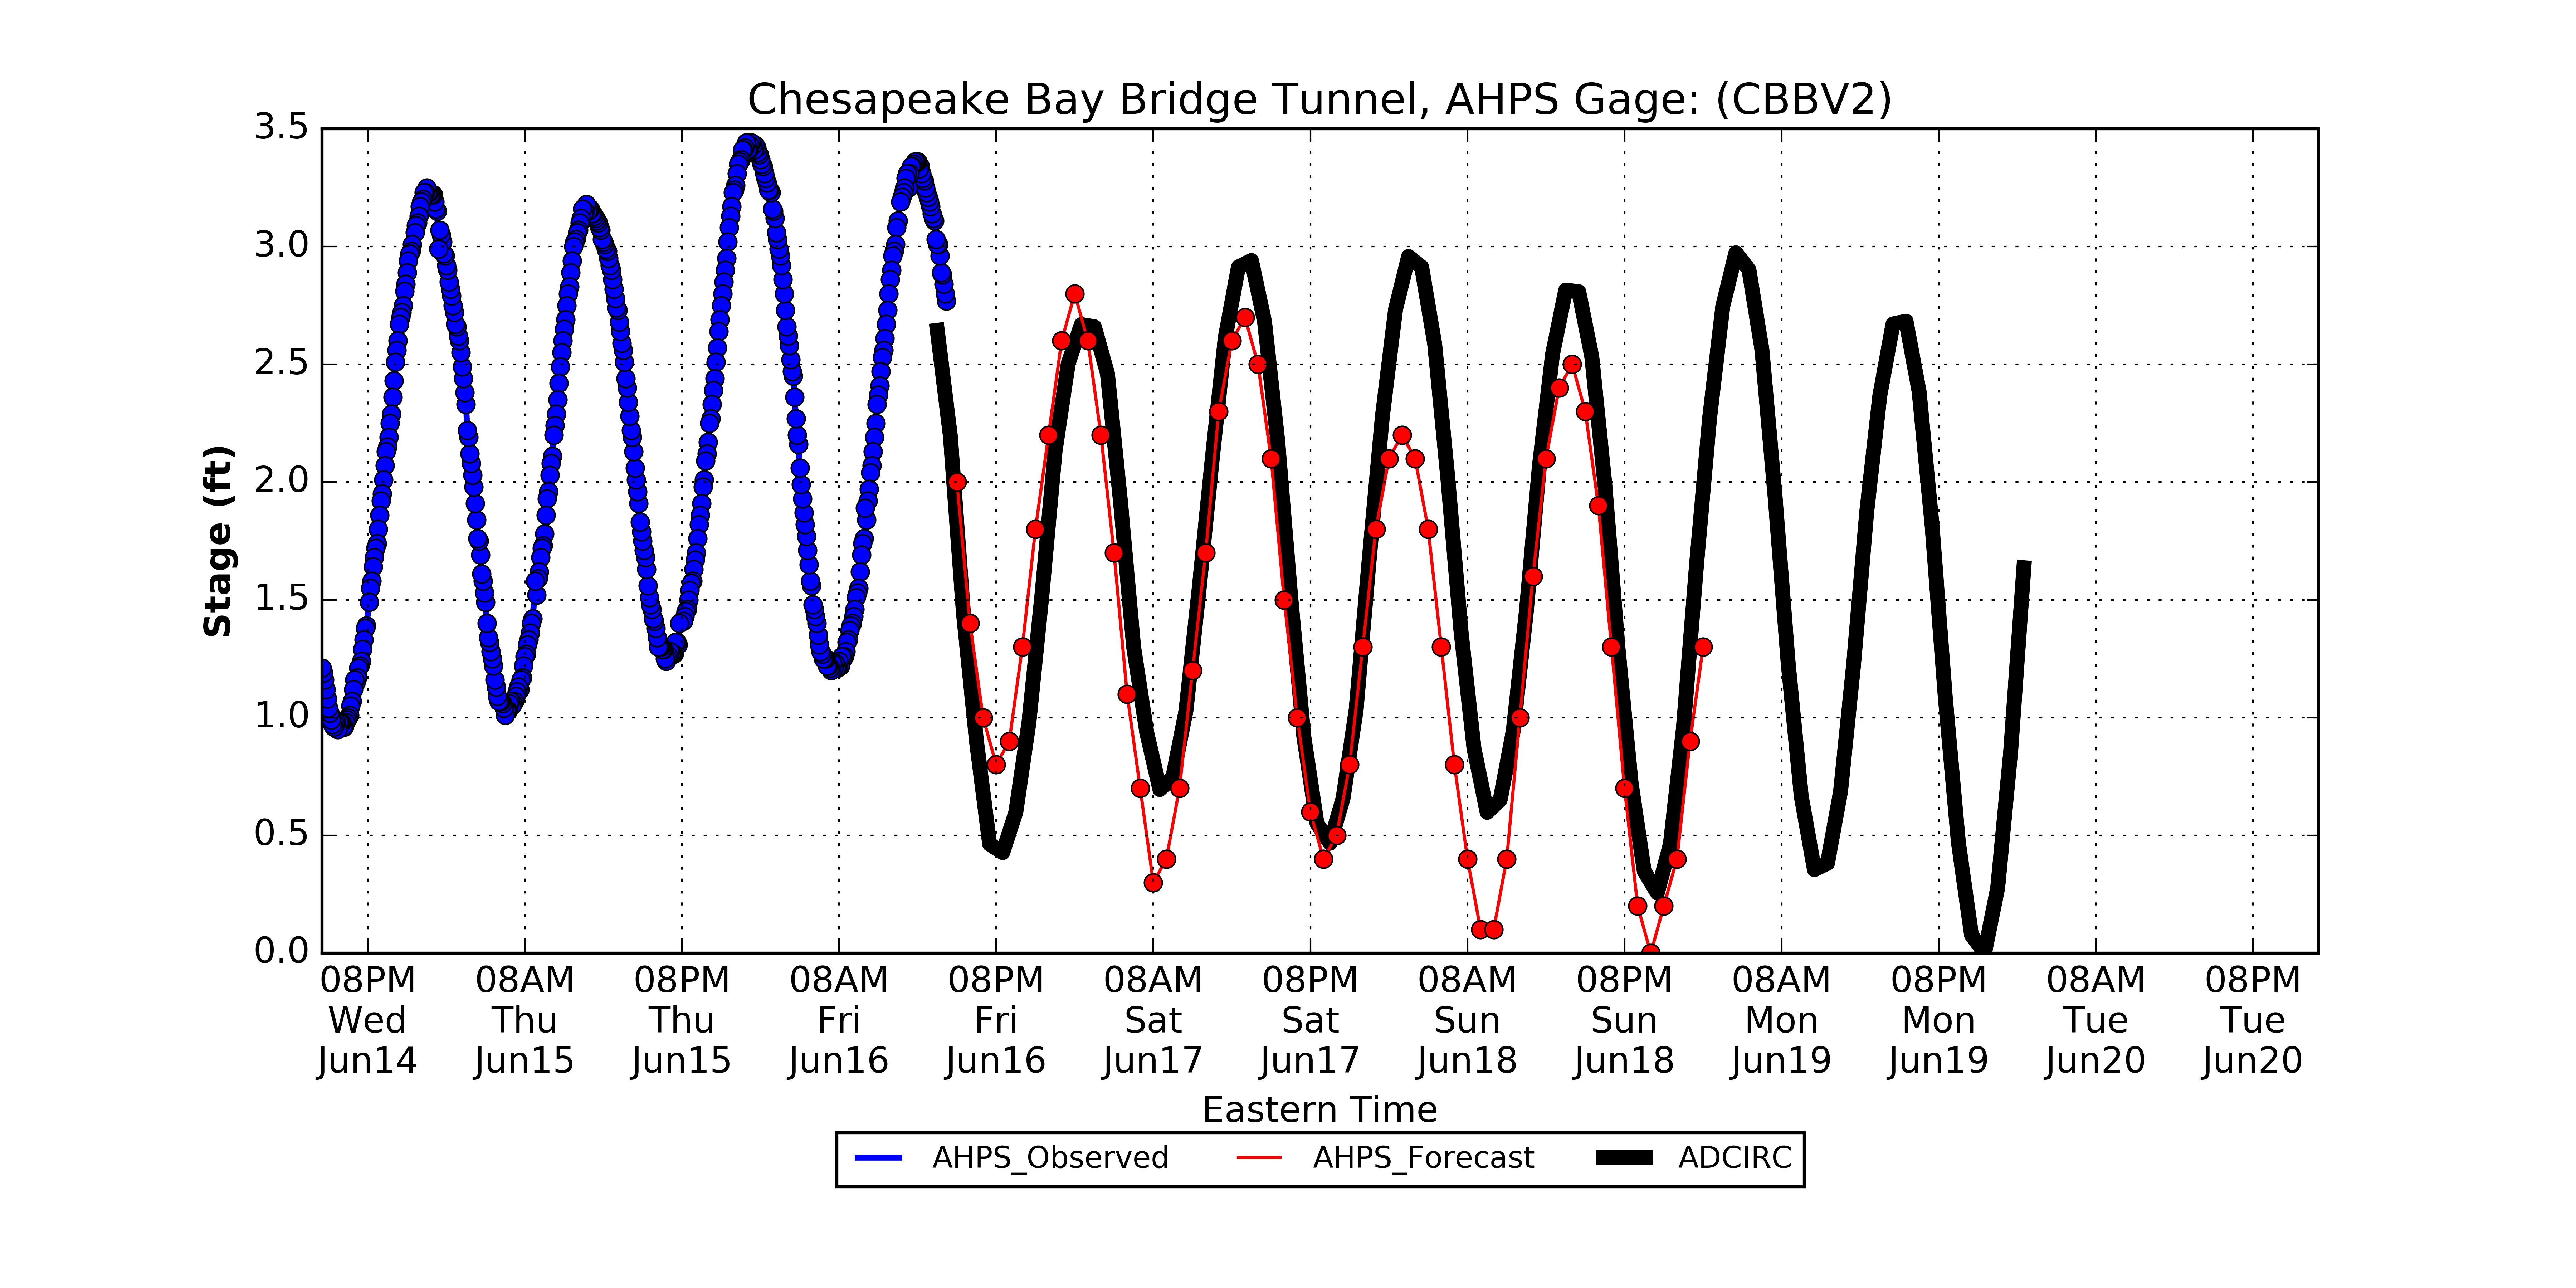 Chesapeake Bay Bridge Tunnel, AHPS Gage: (CBBV2)
3.5
3.0
2.5
2.0
1.5
1.0
0.5
0.0
Stage (ft)
08PM 08AM 08PM 08AM 08PM 08AM 08PM 08AM 08PM 08AM 08PM 08AM 08PM
Wed Thu Thu Fri Fri Sat Sat Sun Sun Mon Mon Tue Tue
Jun14 Jun15 Jun15 Jun16 Jun16 Jun17 Jun17 Jun18 Jun18 Jun19 Jun19 Jun20 Jun20
Eastern Time
AHPS_Observed AHPS_Forecast ADCIRC